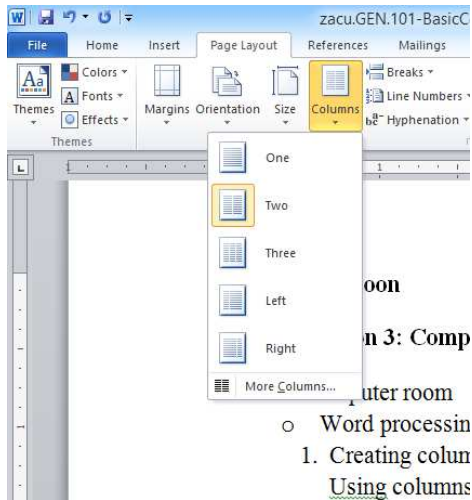 W
zacu.GEN.101-BasicC
File Home Insert Page Layout References Mailings
Colors
Fonts
Effects
Themes
Margins Orientation Size Columns
Breaks
Line Numbers
Hyphenation
Themes
One
Two
Three
Left
Right
More Columns...
oon
n 3: Comp
uter room
o Word processin
1. Creating colum
Using columns